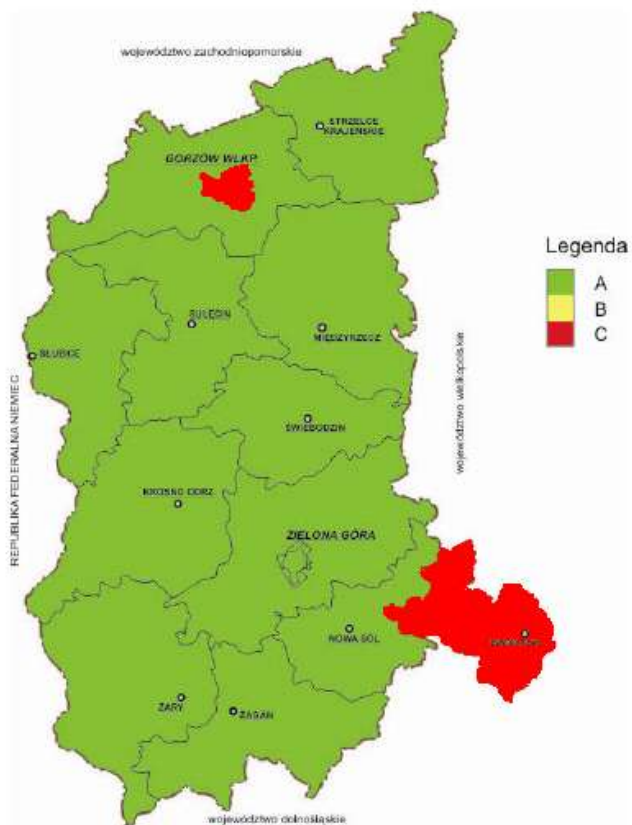 województwo zachodniopomorskie
STRZELCE
KRAJEŃSKIE
GORZÓW WLKP.
Legenda
A
B
C
SULĘCIN
MIĘDZYRZECZ
SŁUBICE
województwo wielkopolskie
REPUBLIKA FEDERALNA NIEMIEC
ŚWIEBODZIN
KROSNO ODRZ
ZIELONA GÓRA
NOWA SÓL
ŻARY
ŻAGAŃ
województwo dolnośląskie